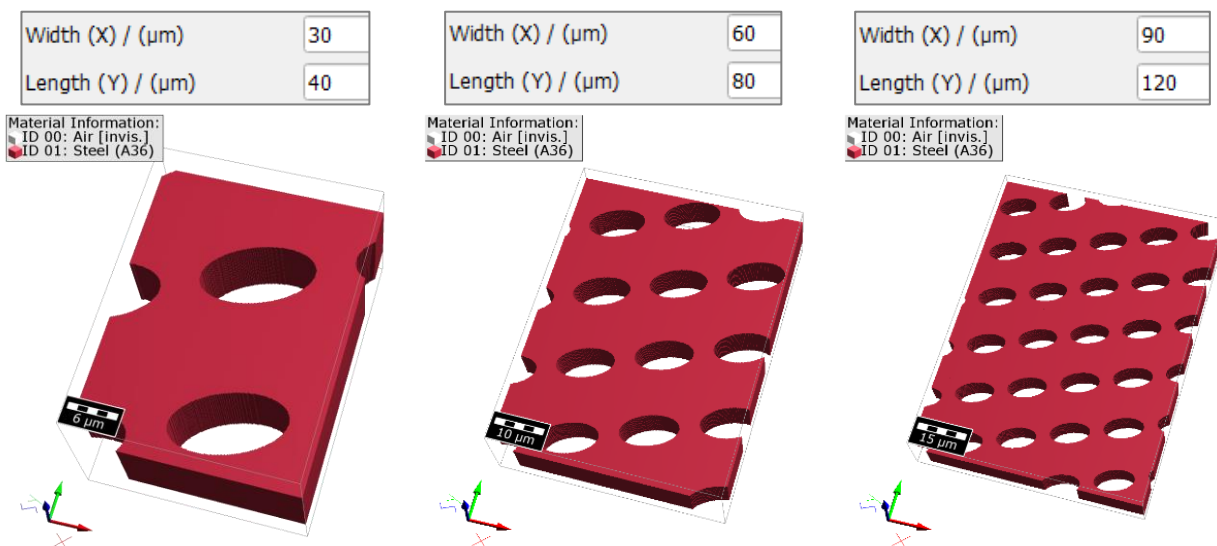 Width (X) / (µm) 30
Length (Y) / (µm) 40
Width (X) / (µm) 60
Length (Y) / (µm) 80
Width (X) / (µm) 90
Length (Y) / (µm) 120
Material Information:
ID 00: Air [invis.]
ID 01: Steel (A36)
Material Information:
ID 00: Air [invis.]
ID 01: Steel (A36)
Material Information:
ID 00: Air [invis.]
ID 01: Steel (A36)
6 µm
10 µm
15 µm
X
Y
X
Y
X
Y